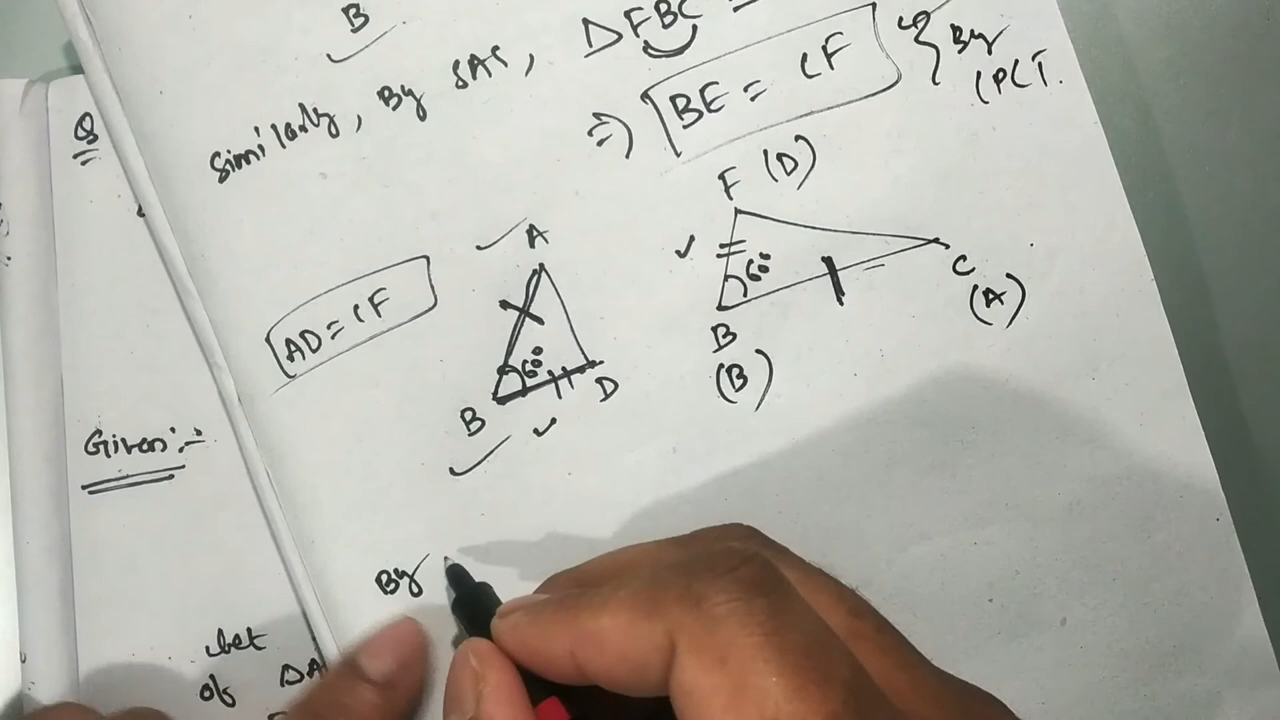 B
Similarly, By SAS, ΔFBC =
⇒) BE = CF } By CPCT.
Q
F (D)
A
60°
AD = CF
60°
C
(A)
B
(B)
B
D
Given:-
By
Let
of ΔA